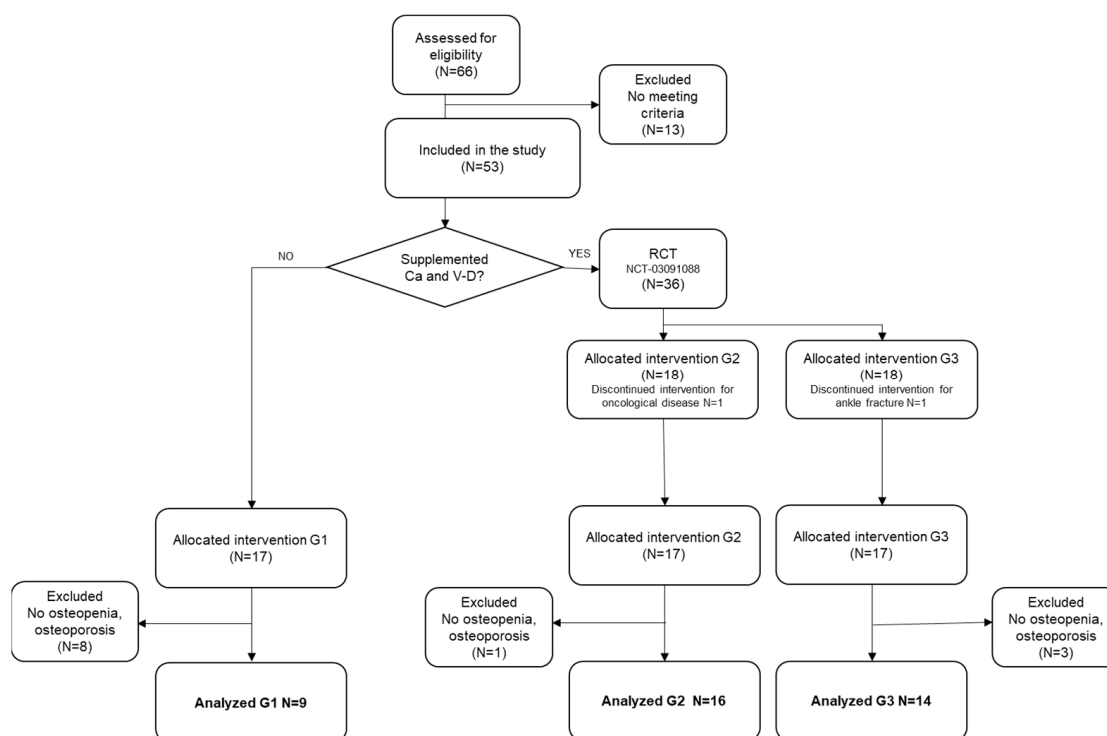 Assessed for
eligibility
(N=66)
Excluded
No meeting
criteria
(N=13)
Included in the study
(N=53)
NO
Supplemented
Ca and V-D?
YES
RCT
NCT-03091088
(N=36)
Allocated intervention G2
(N=18)
Discontinued intervention for
oncological disease N=1
Allocated intervention G3
(N=18)
Discontinued intervention for
ankle fracture N=1
Allocated intervention G1
(N=17)
Allocated intervention G2
(N=17)
Allocated intervention G3
(N=17)
Excluded
No osteopenia,
osteoporosis
(N=8)
Excluded
No osteopenia,
osteoporosis
(N=1)
Excluded
No osteopenia,
osteoporosis
(N=3)
Analyzed G1 N=9
Analyzed G2 N=16
Analyzed G3 N=14